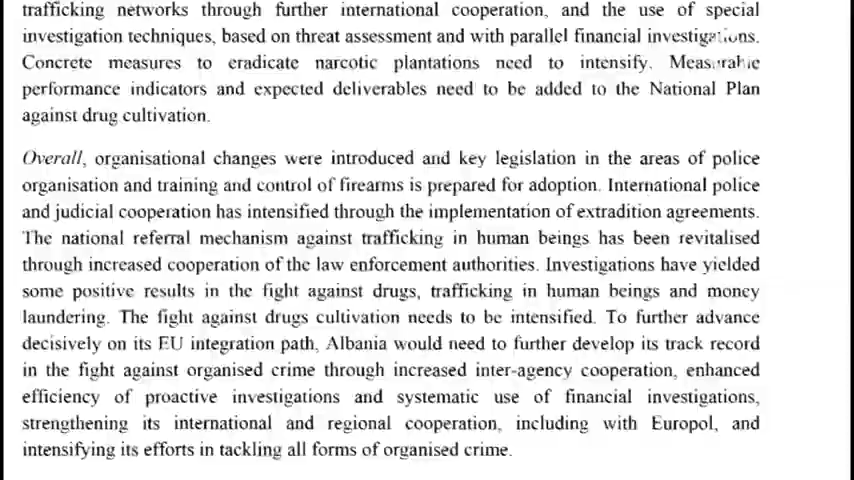 trafficking networks through further international cooperation, and the use of special
investigation techniques, based on threat assessment and with parallel financial investigations.
Concrete measures to eradicate narcotic plantations need to intensify. Measurable
performance indicators and expected deliverables need to be added to the National Plan
against drug cultivation.
Overall, organisational changes were introduced and key legislation in the areas of police
organisation and training and control of firearms is prepared for adoption. International police
and judicial cooperation has intensified through the implementation of extradition agreements.
The national referral mechanism against trafficking in human beings has been revitalised
through increased cooperation of the law enforcement authorities. Investigations have yielded
some positive results in the fight against drugs, trafficking in human beings and money
laundering. The fight against drugs cultivation needs to be intensified. To further advance
decisively on its EU integration path, Albania would need to further develop its track record
in the fight against organised crime through increased inter-agency cooperation, enhanced
efficiency of proactive investigations and systematic use of financial investigations,
strengthening its international and regional cooperation, including with Europol, and
intensifying its efforts in tackling all forms of organised crime.